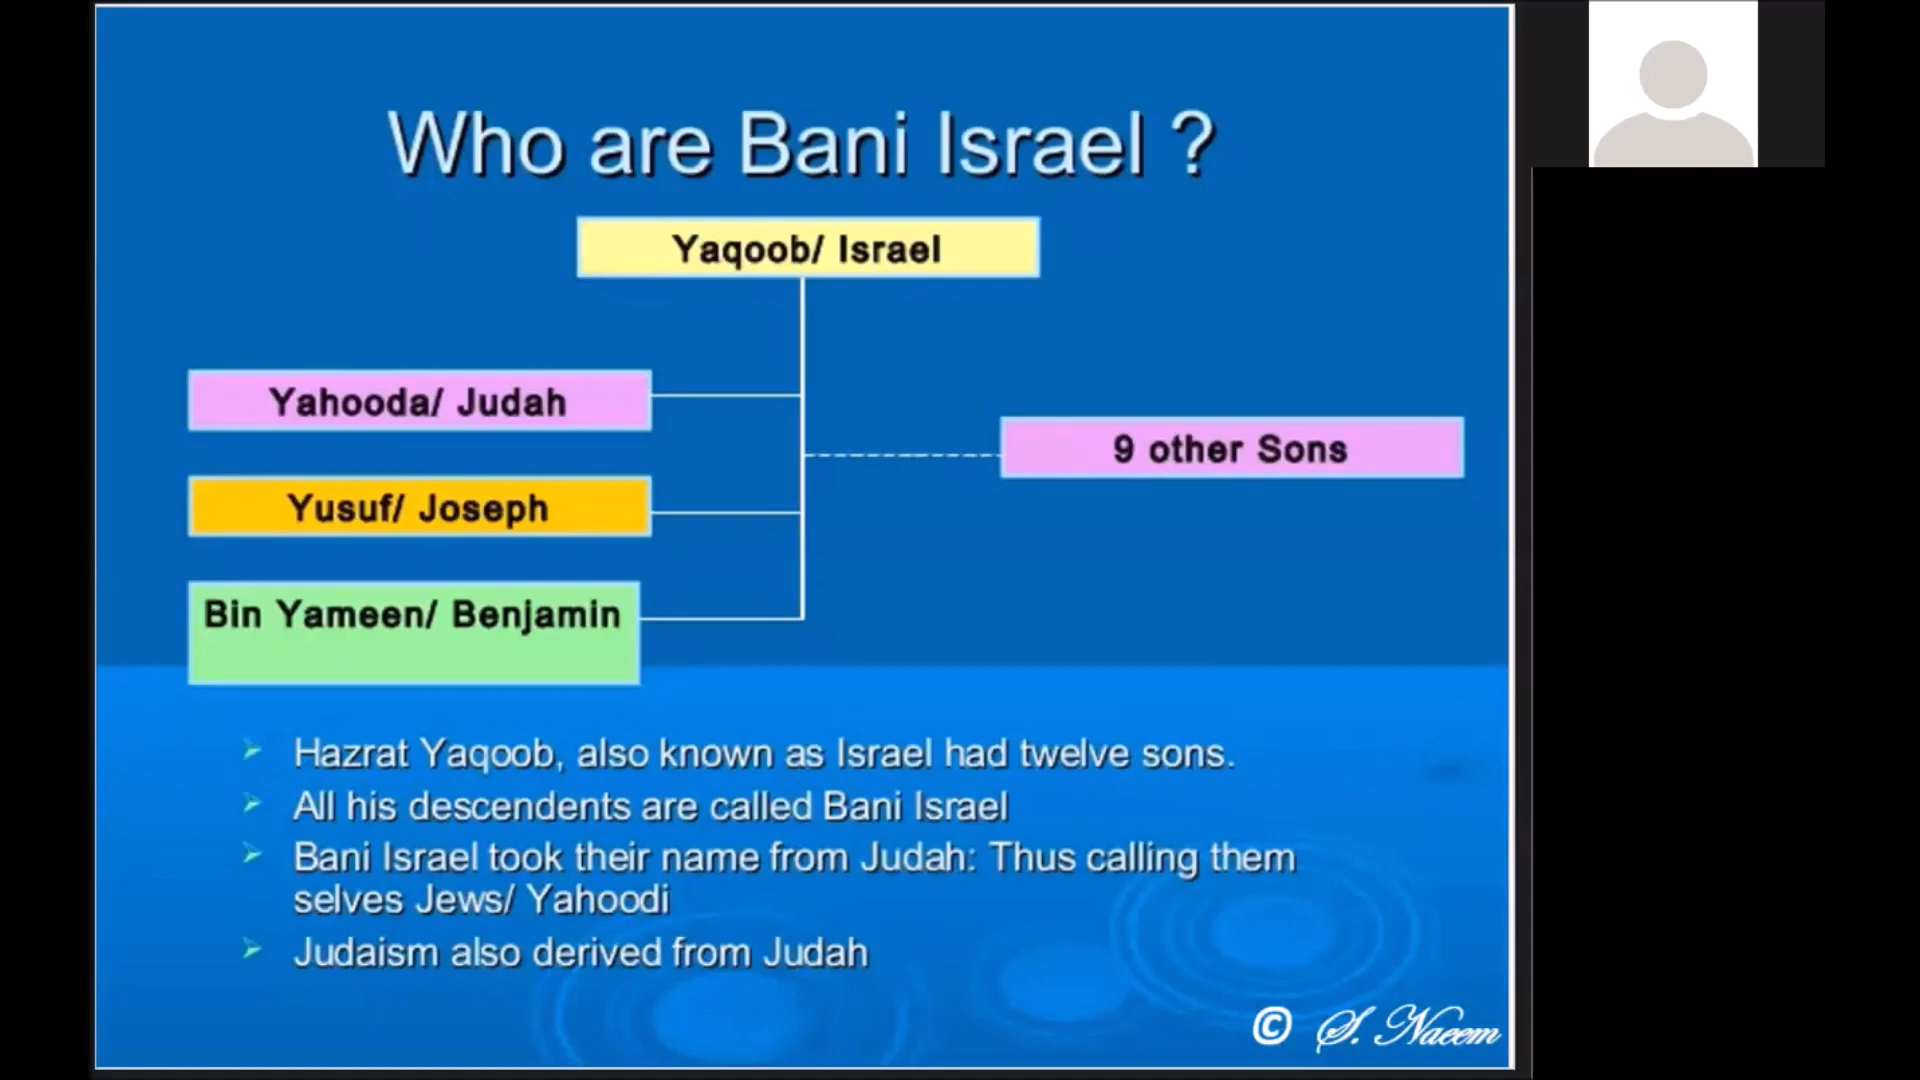 Who are Bani Israel ?
Yaqoob/ Israel
Yahooda/ Judah
9 other Sons
Yusuf/ Joseph
Bin Yameen/ Benjamin
Hazrat Yaqoob, also known as Israel had twelve sons.
All his descendents are called Bani Israel
Bani Israel took their name from Judah: Thus calling them
selves Jews/ Yahoodi
Judaism also derived from Judah
© S. Naeem